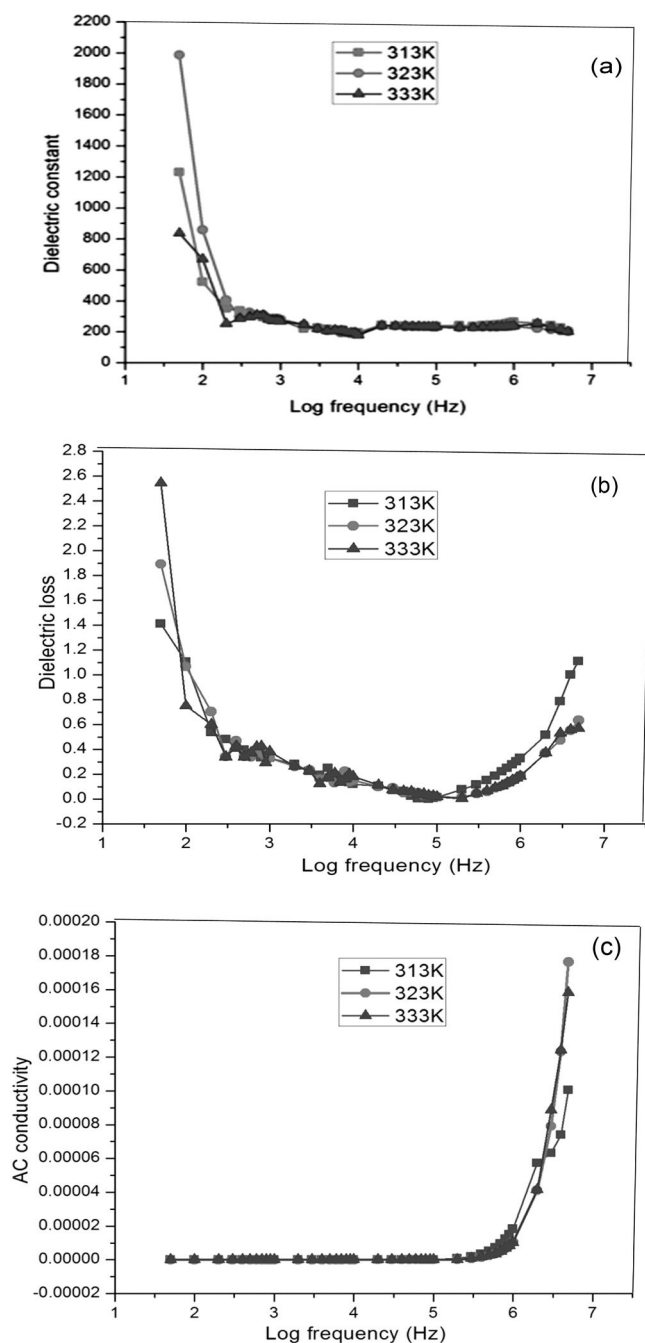 2200
2000
1800
1600
1400
1200
1000
800
600
400
200
0
Dielectric constant
313K
323K
333K
(a)
1 2 3 4 5 6 7
Log frequency (Hz)
2.8
2.6
2.4
2.2
2.0
1.8
1.6
1.4
1.2
1.0
0.8
0.6
0.4
0.2
0.0
-0.2
Dielectric loss
313K
323K
333K
(b)
1 2 3 4 5 6 7
Log frequency (Hz)
0.00020
0.00018
0.00016
0.00014
0.00012
0.00010
0.00008
0.00006
0.00004
0.00002
0.00000
-0.00002
AC conductivity
313K
323K
333K
(c)
1 2 3 4 5 6 7
Log frequency (Hz)